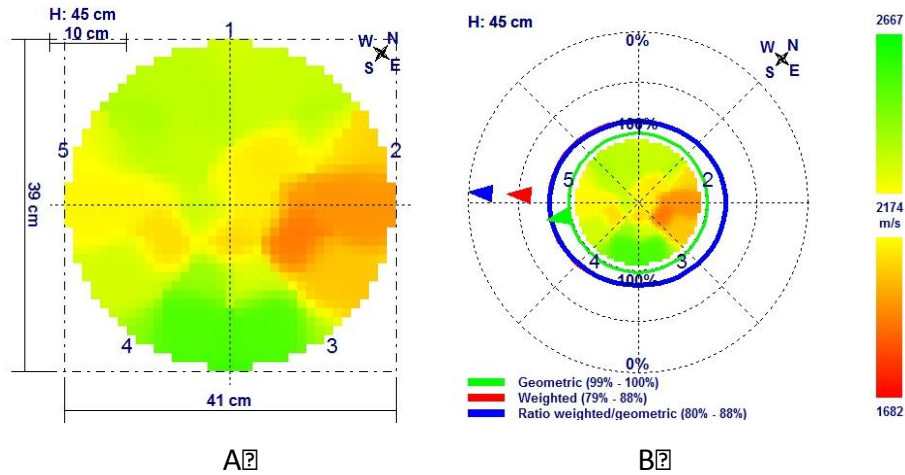 H: 45 cm
10 cm
W N
S E
1
5
2
4
3
39 cm
41 cm
A
H: 45 cm
0%
W N
S E
100%
5
2
4
3
100%
0%
Geometric (99% - 100%)
Weighted (79% - 88%)
Ratio weighted/geometric (80% - 88%)
2667
2174
m/s
1682
B